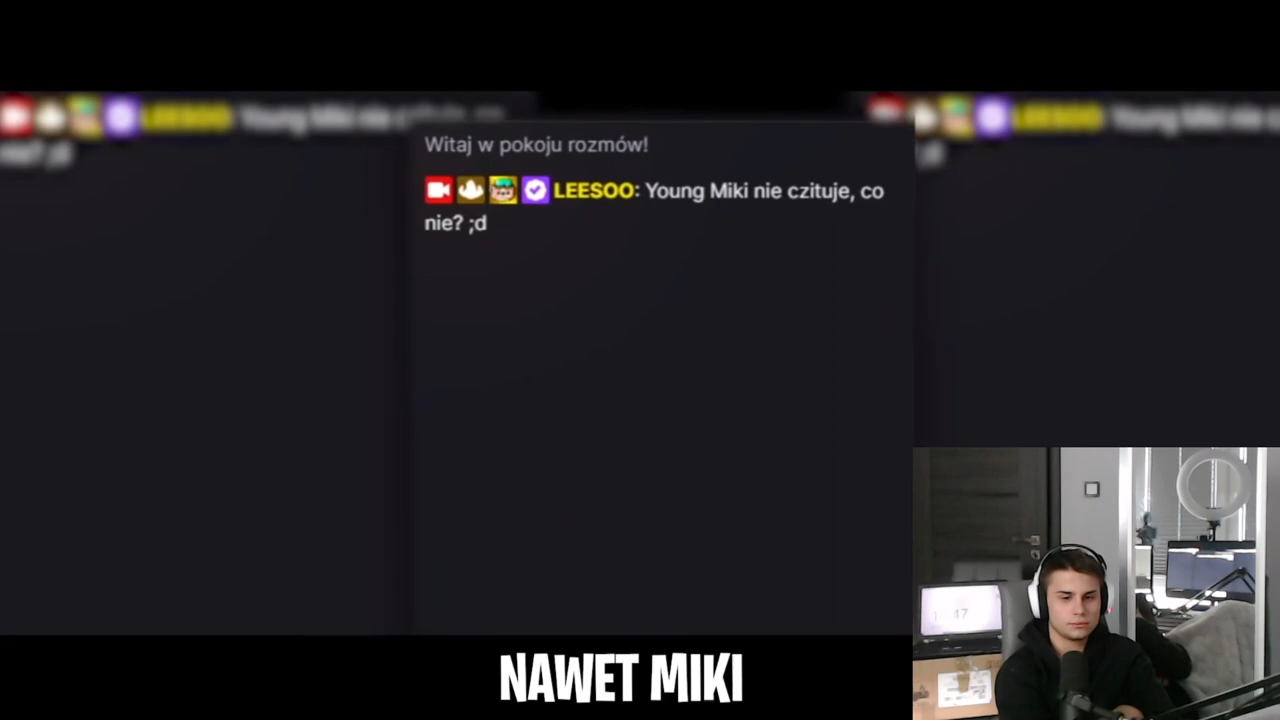 Witaj w pokoju rozmów!
LEESOO: Young Miki nie czituje, co
nie? ;d
NAWET MIKI